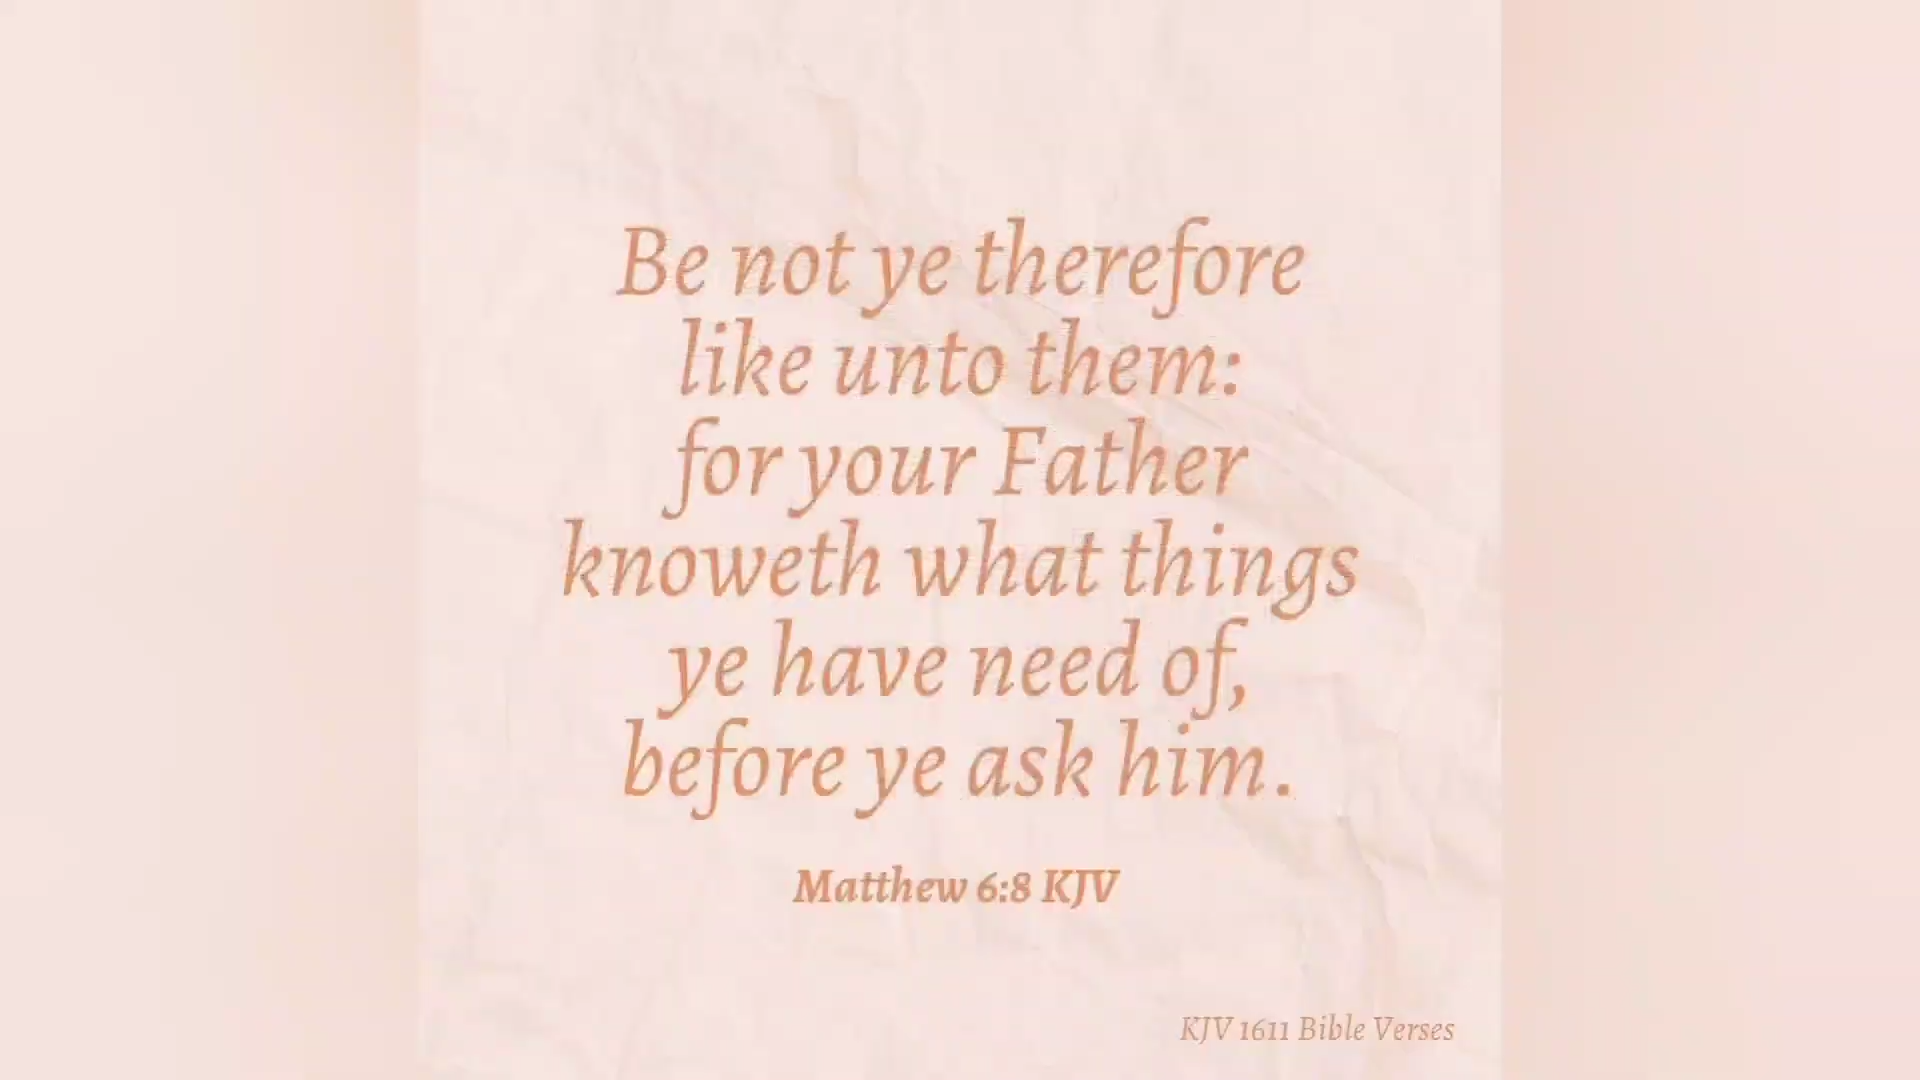 Be not ye therefore
like unto them:
for your Father
knoweth what things
ye have need of,
before ye ask him.
Matthew 6:8 KJV
KJV 1611 Bible Verses